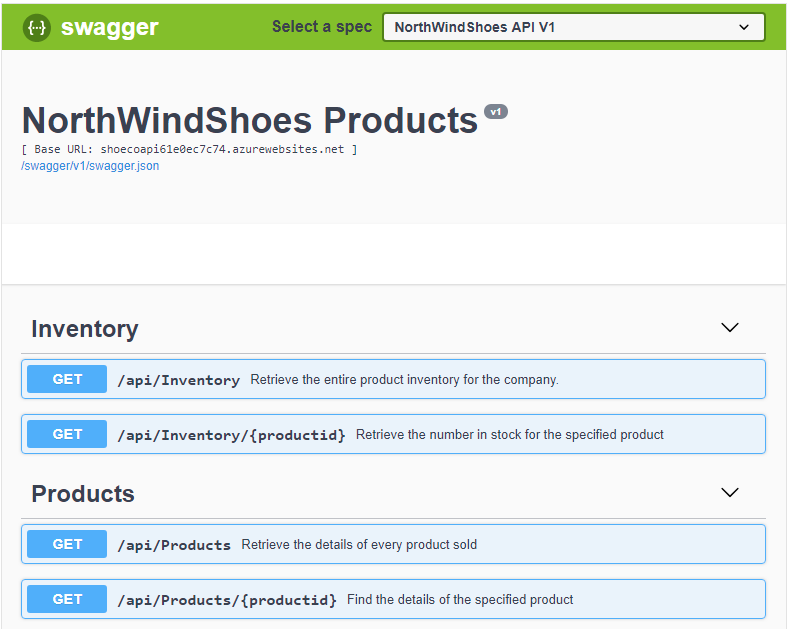 {··} swagger Select a spec NorthWindShoes API V1
NorthWindShoes Products v1
[ Base URL: shoecoapi61e0ec7c74.azurewebsites.net ]
/swagger/v1/swagger.json
Inventory
GET /api/Inventory Retrieve the entire product inventory for the company.
GET /api/Inventory/{productid} Retrieve the number in stock for the specified product
Products
GET /api/Products Retrieve the details of every product sold
GET /api/Products/{productid} Find the details of the specified product